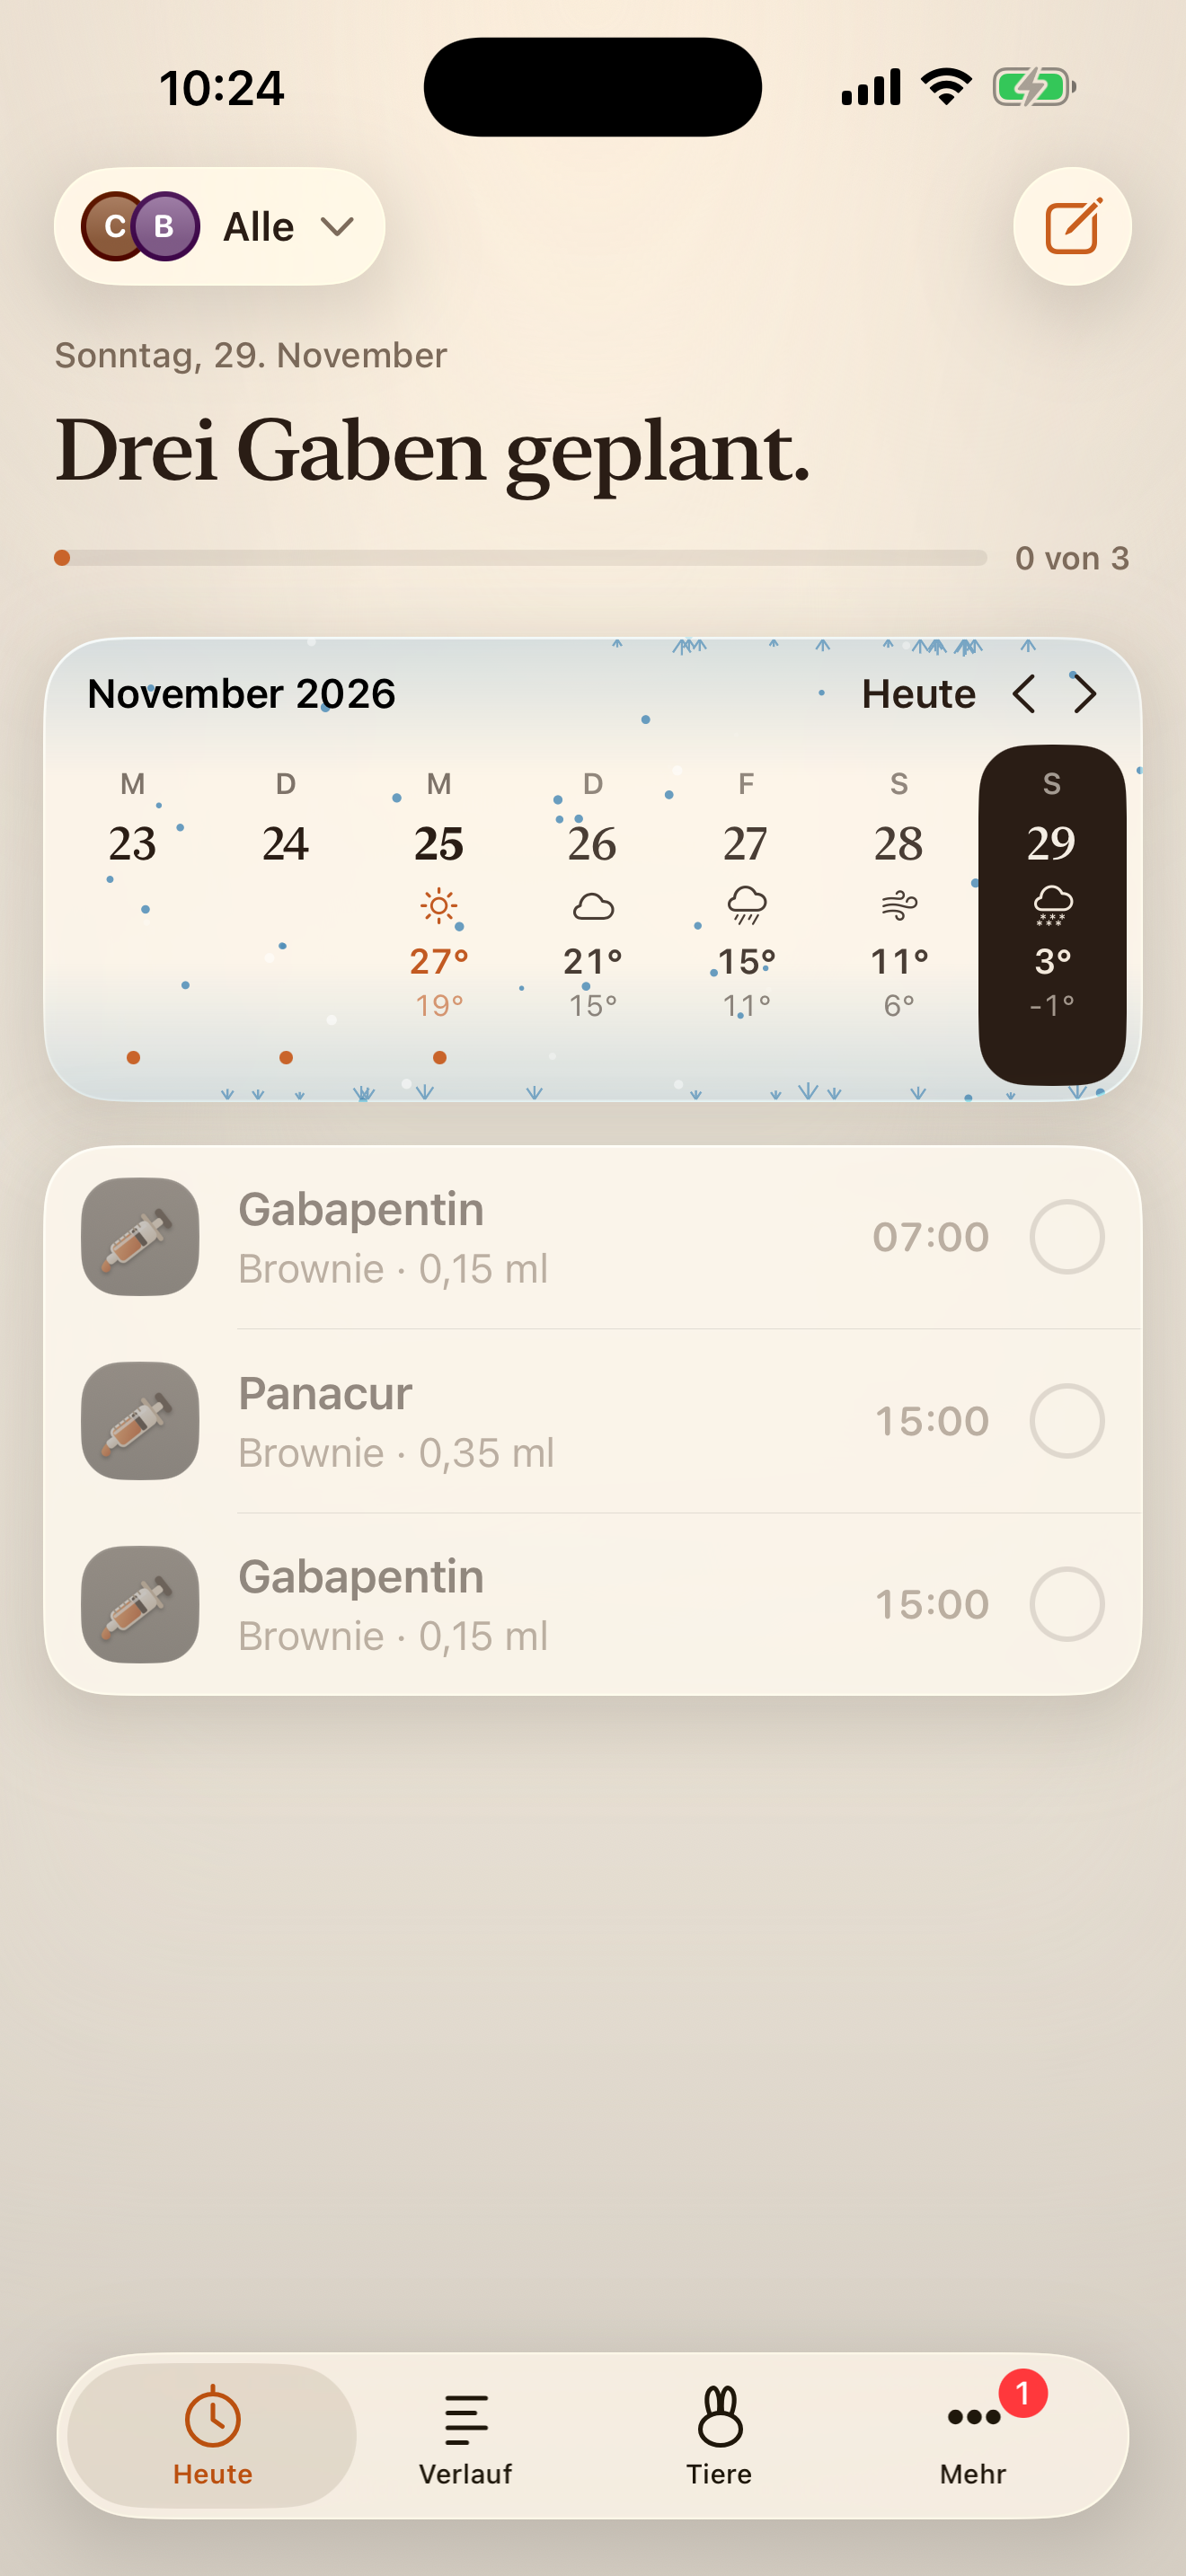 10:24
C B Alle
Sonntag, 29. November
Drei Gaben geplant.
0 von 3
November 2026 Heute
M D M D F S S
23 24 25 26 27 28 29
27° 21° 15° 11° 3°
19° 15° 11° 6° -1°
Gabapentin
Brownie · 0,15 ml
07:00
Panacur
Brownie · 0,35 ml
15:00
Gabapentin
Brownie · 0,15 ml
15:00
1
Heute Verlauf Tiere Mehr